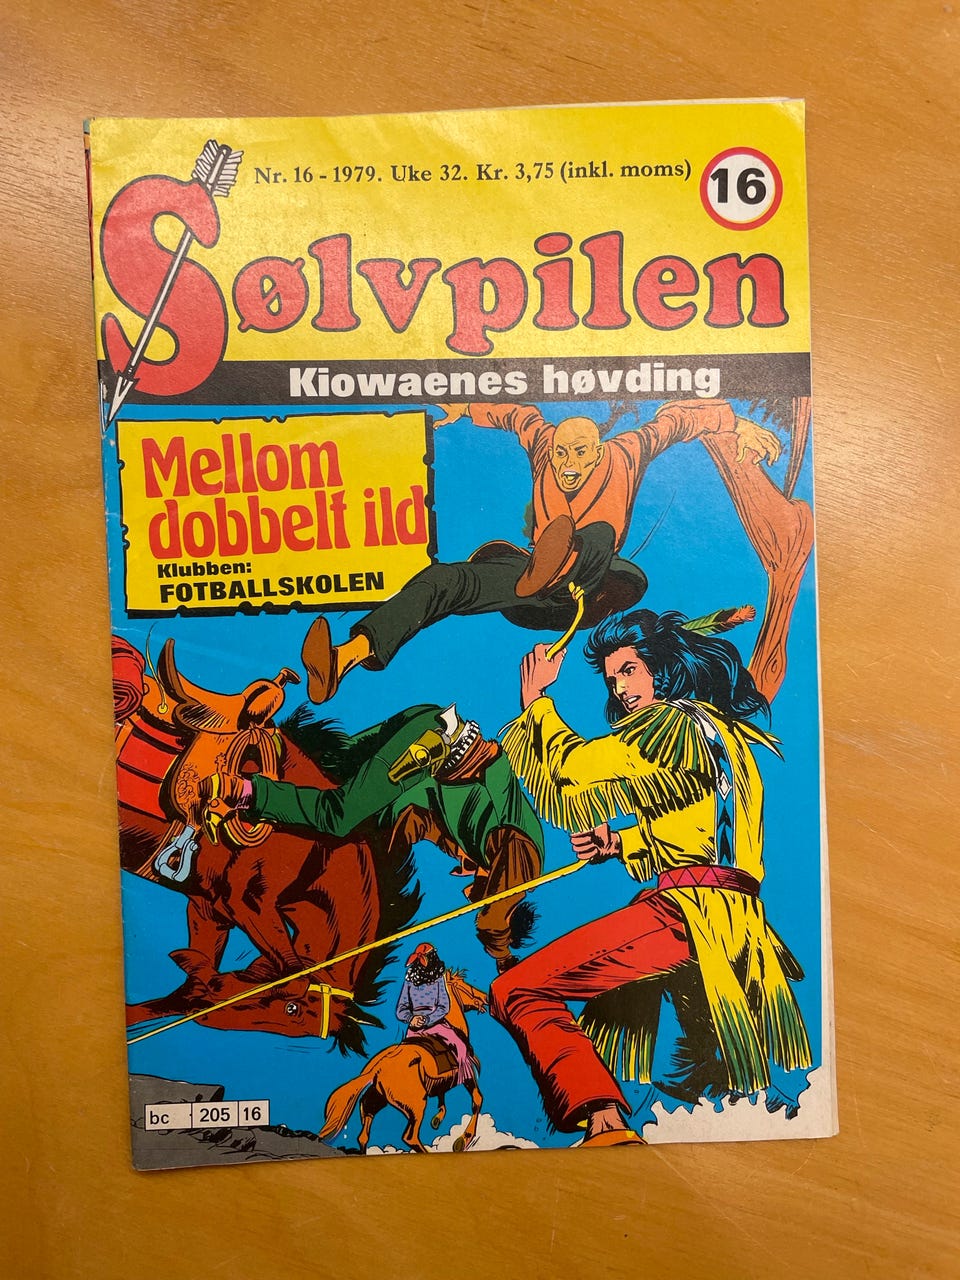 Nr. 16 - 1979. Uke 32. Kr. 3,75 (inkl. moms)
16
Sølvpilen
Kiowaenes høvding
Mellom
dobbelt ild
Klubben:
FOTBALLSKOLEN
bc 205 16